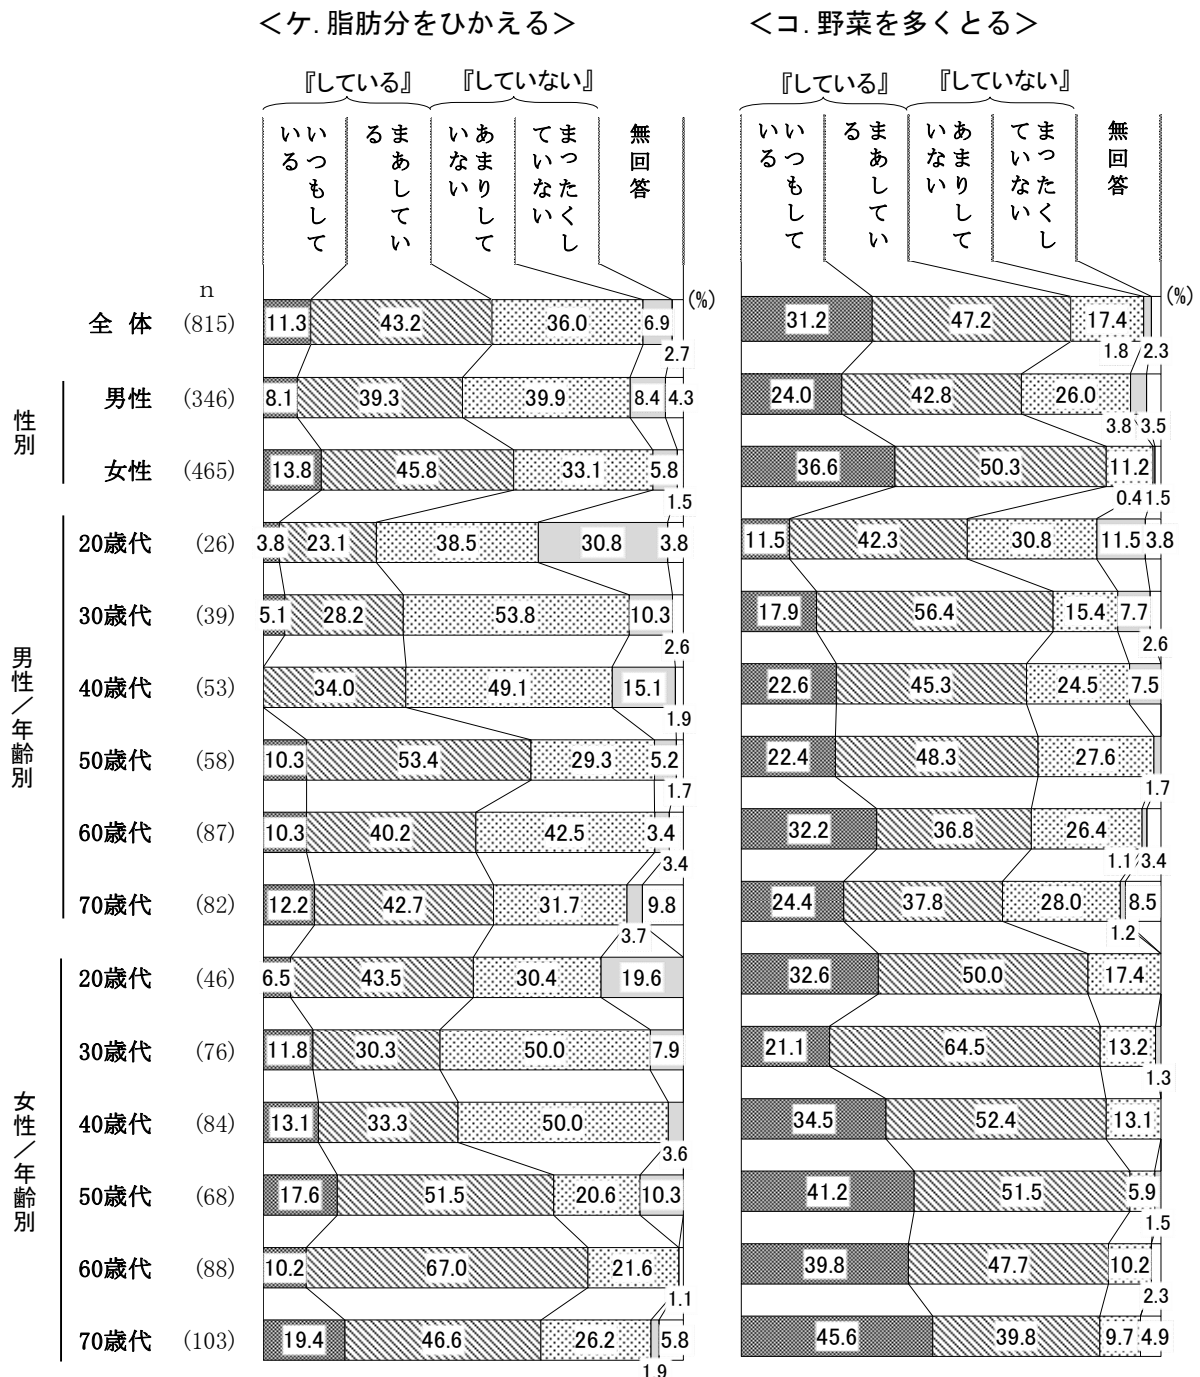 ＜ケ. 脂肪分をひかえる＞ ＜コ. 野菜を多くとる＞
『している』 『していない』 『している』 『していない』
いつもしている まあしている あまりしていない まったくしていない 無回答 いつもしている まあしている あまりしていない まったくしていない 無回答
n (%) (%)
全 体 (815) 11.3 43.2 36.0 6.9 2.7 31.2 47.2 17.4 1.8 2.3
性別
男性 (346) 8.1 39.3 39.9 8.4 4.3 24.0 42.8 26.0 3.8 3.5
女性 (465) 13.8 45.8 33.1 5.8 1.5 36.6 50.3 11.2 0.4 1.5
男性／年齢別
20歳代 (26) 3.8 23.1 38.5 30.8 3.8 11.5 42.3 30.8 11.5 3.8
30歳代 (39) 5.1 28.2 53.8 10.3 2.6 17.9 56.4 15.4 7.7 2.6
40歳代 (53) 34.0 49.1 15.1 1.9 22.6 45.3 24.5 7.5
50歳代 (58) 10.3 53.4 29.3 5.2 1.7 22.4 48.3 27.6 1.7
60歳代 (87) 10.3 40.2 42.5 3.4 3.4 32.2 36.8 26.4 1.1 3.4
70歳代 (82) 12.2 42.7 31.7 3.7 9.8 24.4 37.8 28.0 1.2 8.5
女性／年齢別
20歳代 (46) 6.5 43.5 30.4 19.6 32.6 50.0 17.4
30歳代 (76) 11.8 30.3 50.0 7.9 21.1 64.5 13.2 1.3
40歳代 (84) 13.1 33.3 50.0 3.6 34.5 52.4 13.1
50歳代 (68) 17.6 51.5 20.6 10.3 41.2 51.5 5.9 1.5
60歳代 (88) 10.2 67.0 21.6 1.1 39.8 47.7 10.2 2.3
70歳代 (103) 19.4 46.6 26.2 1.9 5.8 45.6 39.8 9.7 4.9